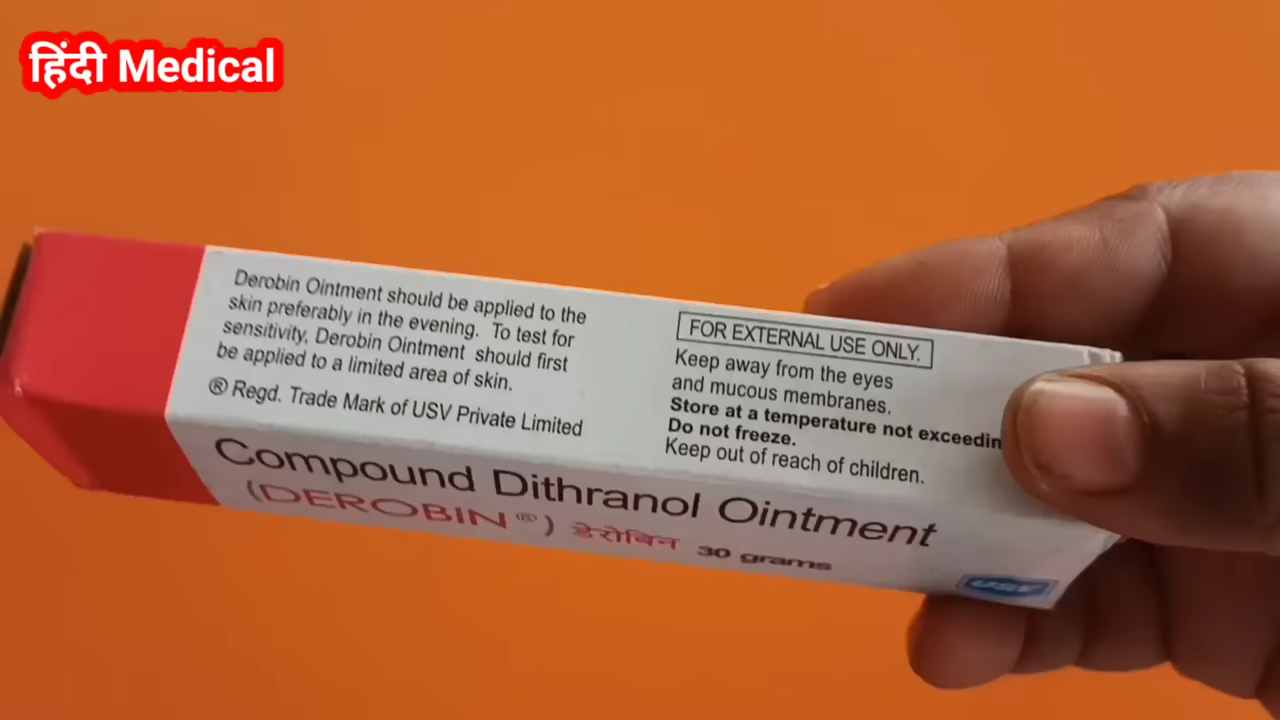 हिंदी Medical
Derobin Ointment should be applied to the
skin preferably in the evening. To test for
sensitivity, Derobin Ointment should first
be applied to a limited area of skin.
® Regd. Trade Mark of USV Private Limited
FOR EXTERNAL USE ONLY.
Keep away from the eyes
and mucous membranes.
Store at a temperature not exceedin
Do not freeze.
Keep out of reach of children.
Compound Dithranol Ointment
(DEROBIN®) डेरोबिन 30 grams
USV